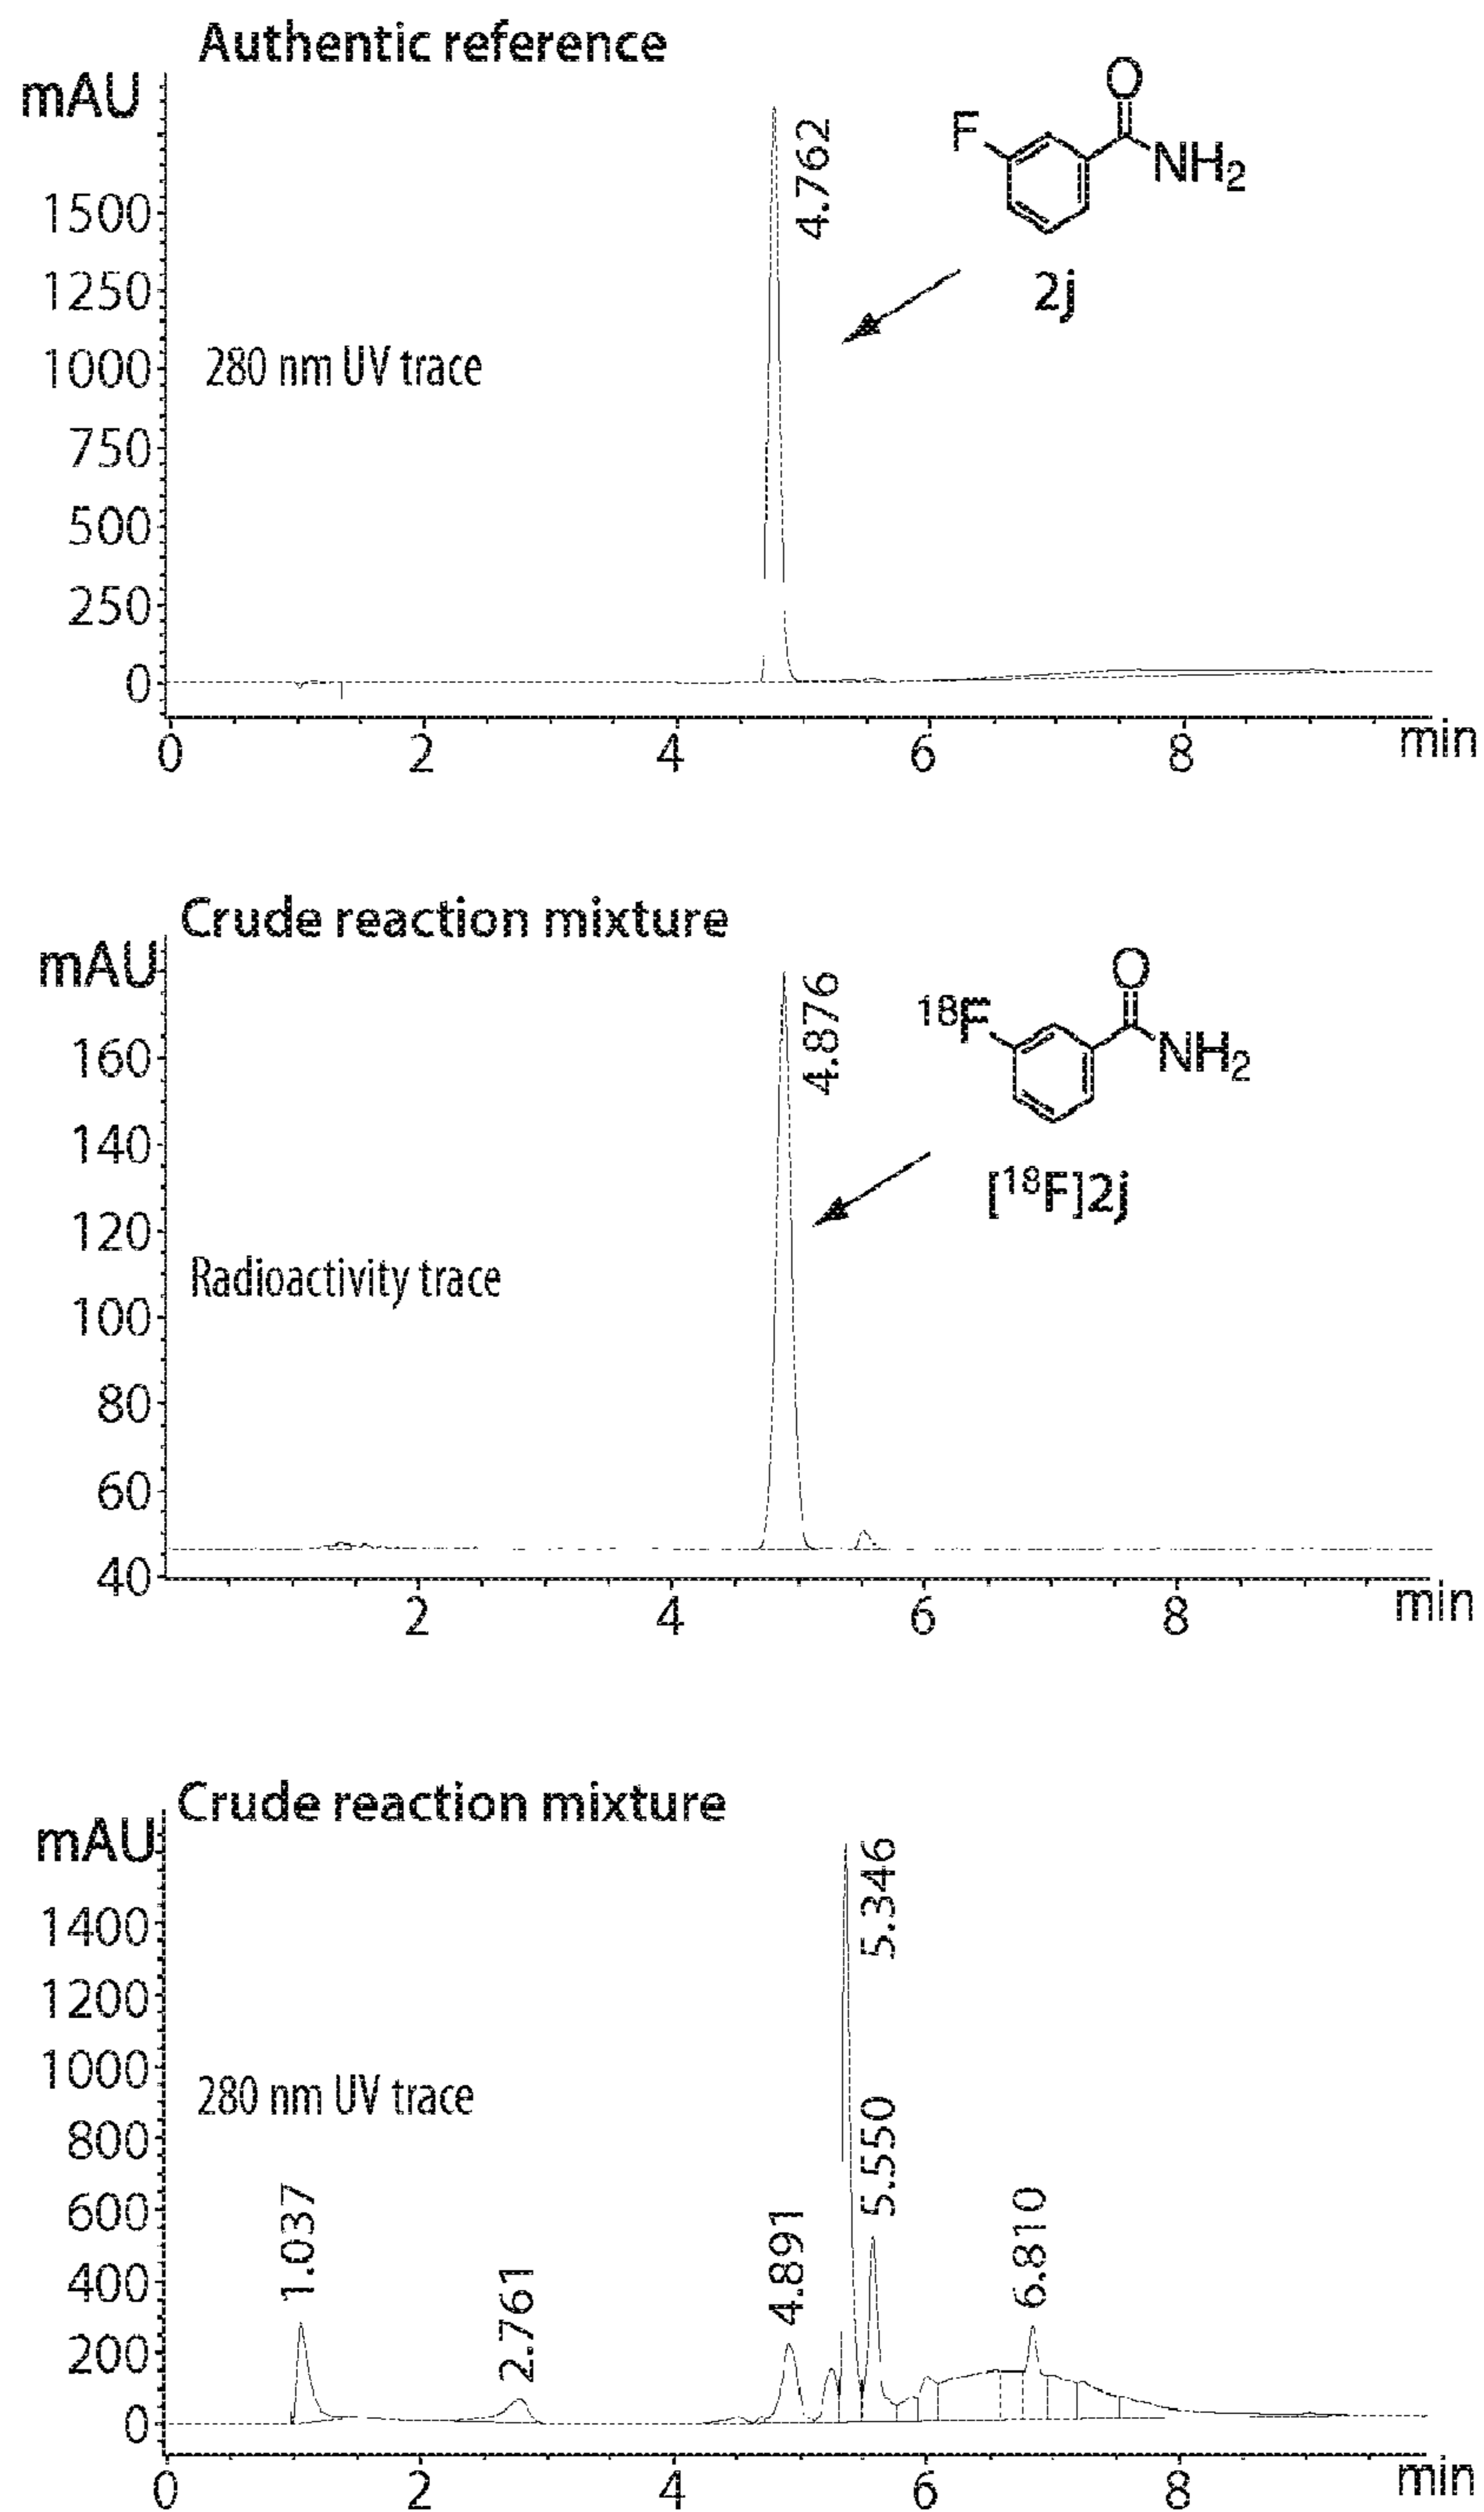 Authentic reference
mAU
4.762
O
F
NH2
2j
1500
1250
1000
750
500
250
0
280 nm UV trace
0 2 4 6 8 min
Crude reaction mixture
mAU
4.876
O
18F
NH2
[18F]2j
160
140
120
100
80
60
40
Radioactivity trace
2 4 6 8 min
Crude reaction mixture
mAU
5.346
1400
1200
1000
800
600
400
200
0
280 nm UV trace
5.550
1.037
2.761
4.891
6.810
0 2 4 6 8 min